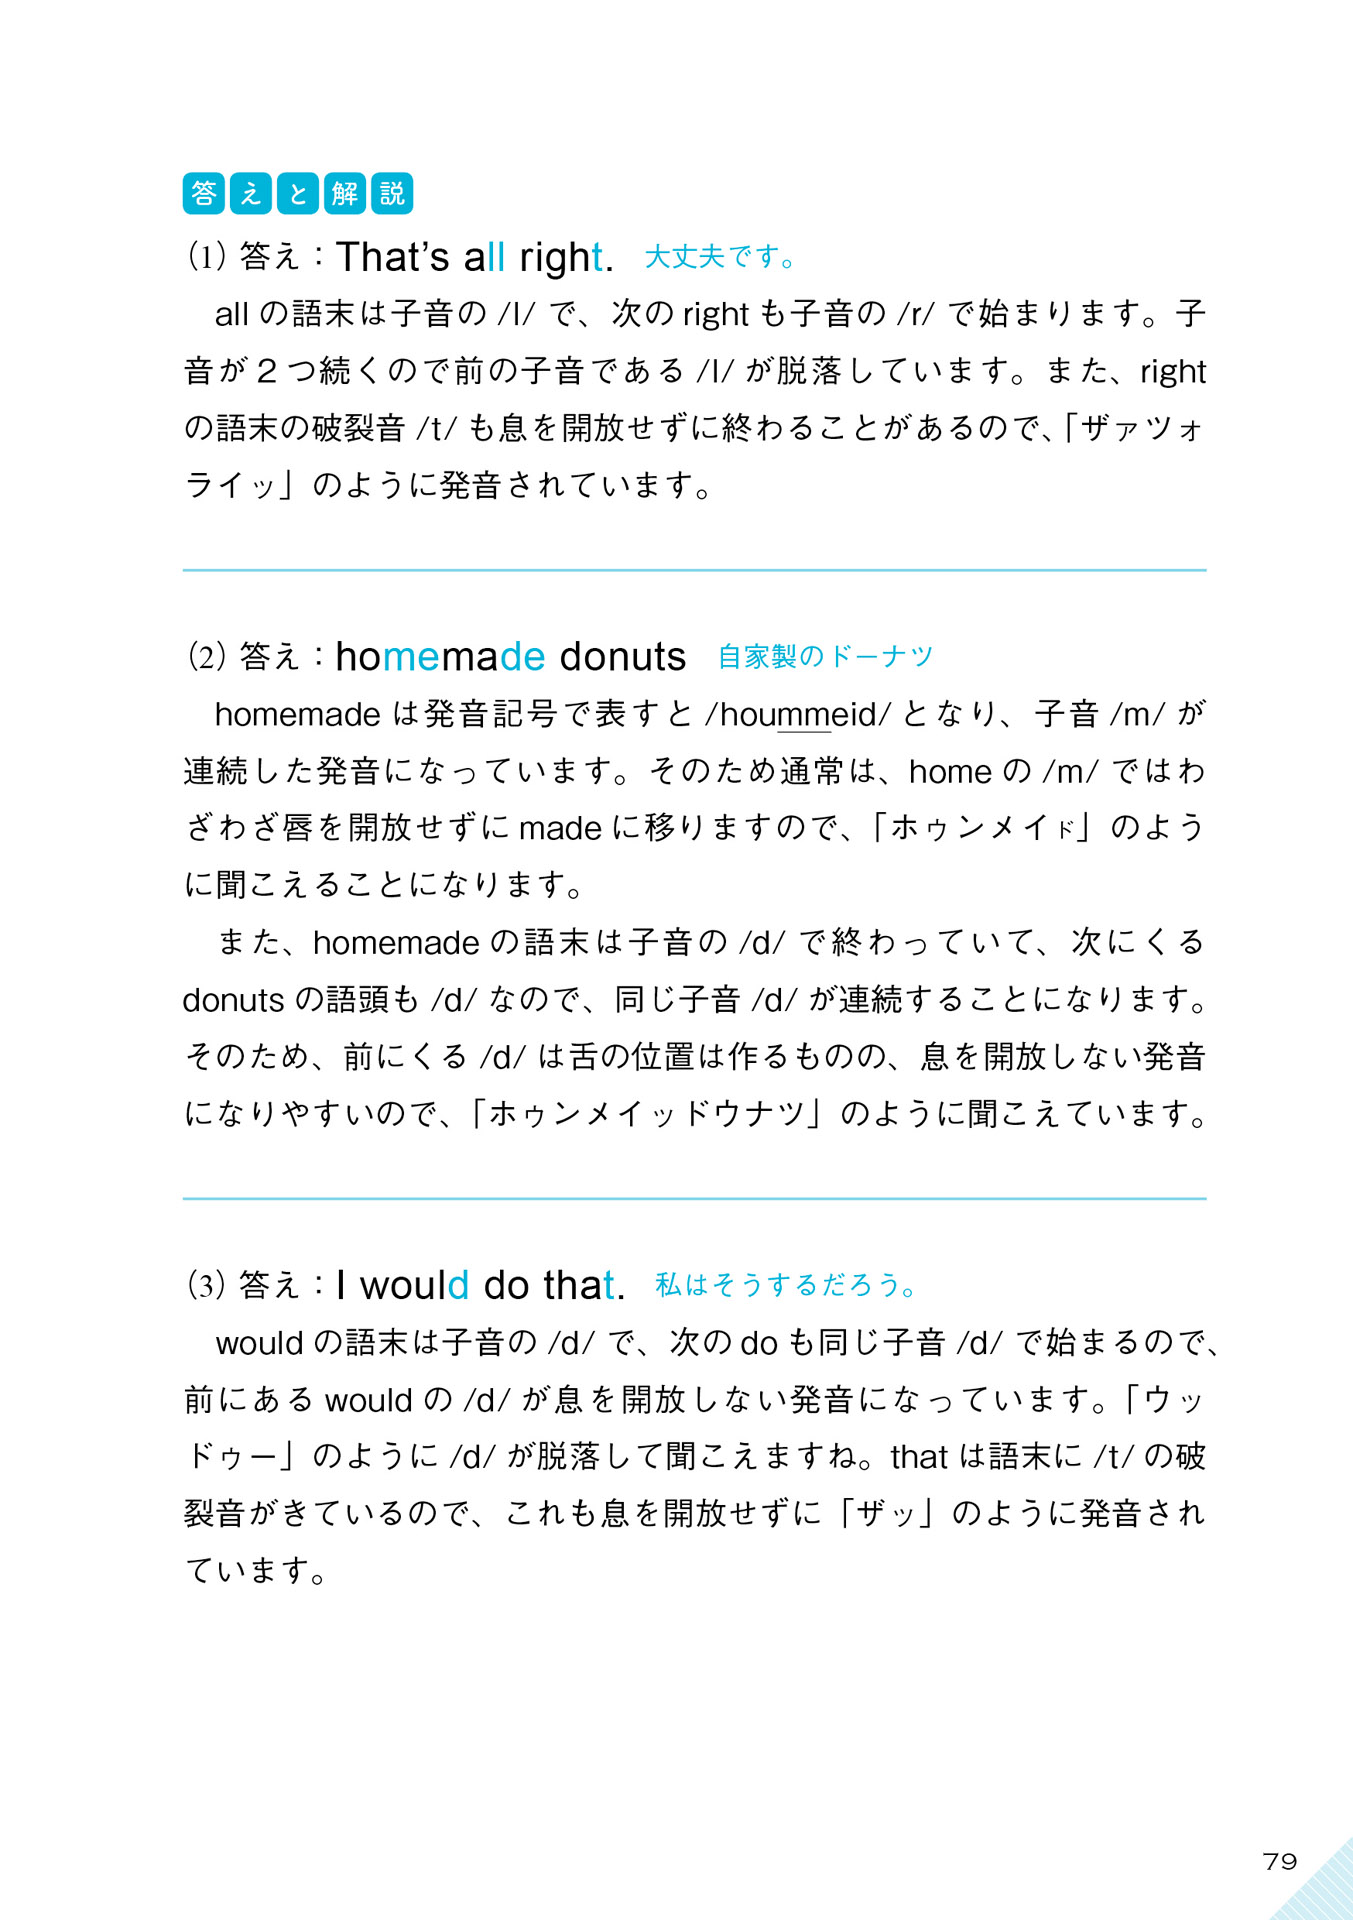 答えと解説
(1) 答え：That's all right. 大丈夫です。
all の語末は子音の /l/ で、次の right も子音の /r/ で始まります。子
音が２つ続くので前の子音である /l/ が脱落しています。また、right
の語末の破裂音 /t/ も息を開放せずに終わることがあるので、「ザァツォ
ライッ」のように発音されています。
(2) 答え：homemade donuts 自家製のドーナツ
homemade は発音記号で表すと /hoummeid/ となり、子音 /m/ が
連続した発音になっています。そのため通常は、home の /m/ ではわ
ざわざ唇を開放せずに made に移りますので、「ホゥンメイド」のよう
に聞こえることになります。
また、homemade の語末は子音の /d/ で終わっていて、次にくる
donuts の語頭も /d/ なので、同じ子音 /d/ が連続することになります。
そのため、前にくる /d/ は舌の位置は作るものの、息を開放しない発音
になりやすいので、「ホゥンメイッドウナツ」のように聞こえています。
(3) 答え：I would do that. 私はそうするだろう。
would の語末は子音の /d/ で、次の do も同じ子音 /d/ で始まるので、
前にある would の /d/ が息を開放しない発音になっています。「ウッ
ドゥー」のように /d/ が脱落して聞こえますね。that は語末に /t/ の破
裂音がきているので、これも息を開放せずに「ザッ」のように発音され
ています。
79